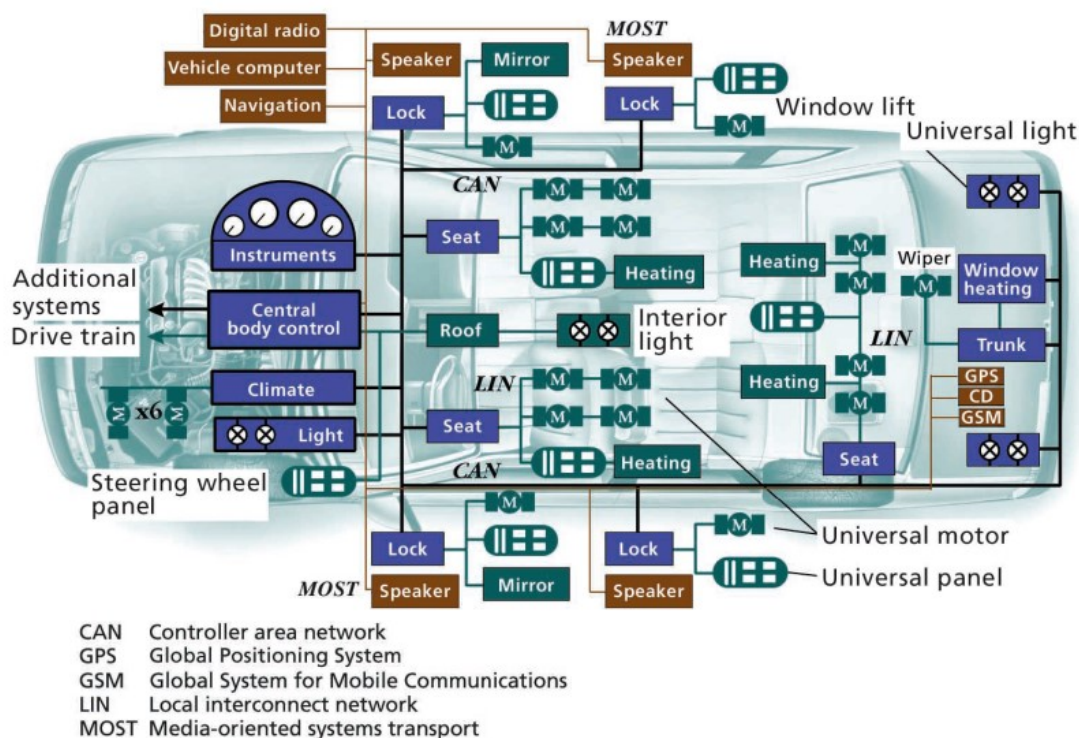 Digital radio
MOST
Vehicle computer
Speaker
Mirror
Speaker
Navigation
Lock
Lock
M
M
Window lift
Universal light
CAN
M M
Instruments
Seat
M M
M
Wiper
Heating
Heating
M
M
Window
heating
Additional
systems
Central
body control
Drive train
Roof
Interior
light
LIN
Trunk
Climate
LIN
M M
M
Heating
GPS
CD
GSM
M x6 M
Light
Seat
M M
M
CAN
Heating
Seat
Steering wheel
panel
M
M
Lock
Lock
Universal motor
Mirror
Universal panel
MOST
Speaker
Speaker
CAN Controller area network
GPS Global Positioning System
GSM Global System for Mobile Communications
LIN Local interconnect network
MOST Media-oriented systems transport